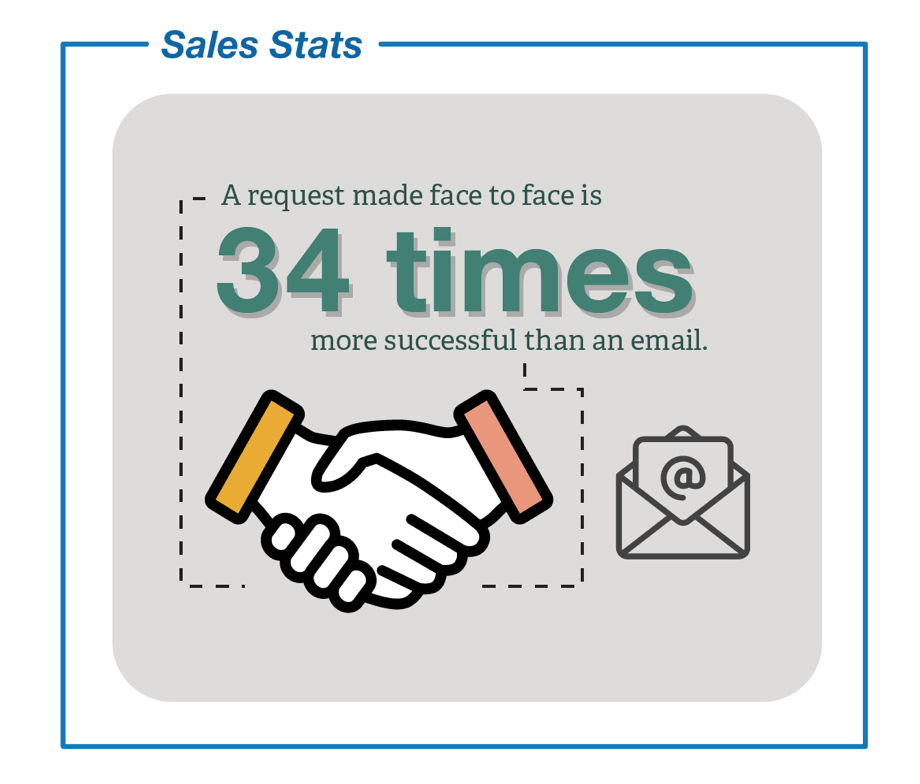 Sales Stats
A request made face to face is
34 times
more successful than an email.
@